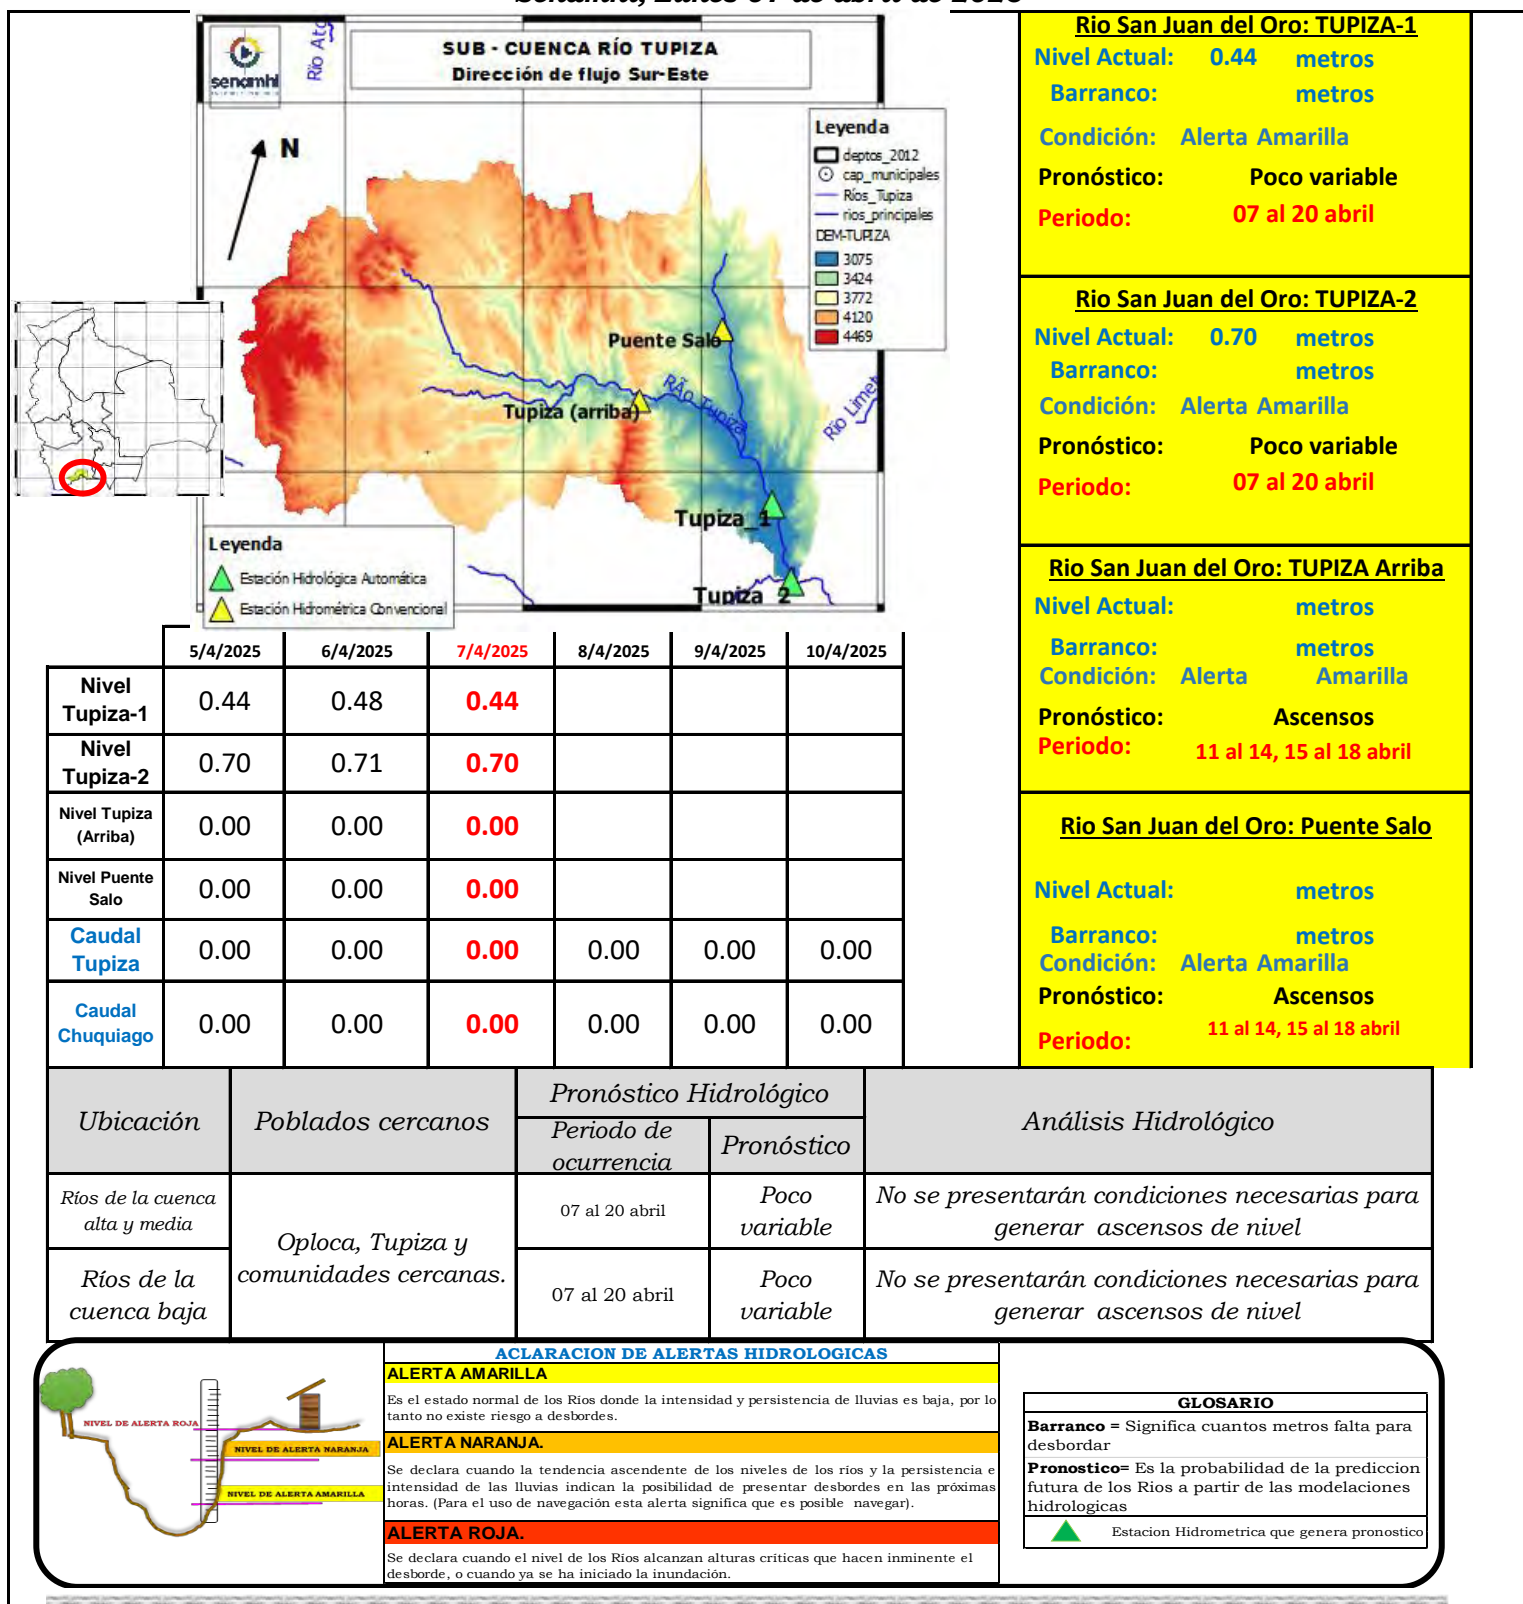 Rio San Juan del Oro: TUPIZA-1
Nivel Actual: 0.44 metros
Barranco: metros
Condición: Alerta Amarilla
Pronóstico: Poco variable
Periodo: 07 al 20 abril
Rio San Juan del Oro: TUPIZA-2
Nivel Actual: 0.70 metros
Barranco: metros
Condición: Alerta Amarilla
Pronóstico: Poco variable
Periodo: 07 al 20 abril
Rio San Juan del Oro: TUPIZA Arriba
Nivel Actual: metros
Barranco: metros
Condición: Alerta Amarilla
Pronóstico: Ascensos
Periodo: 11 al 14, 15 al 18 abril
Rio San Juan del Oro: Puente Salo
Nivel Actual: metros
Barranco: metros
Condición: Alerta Amarilla
Pronóstico: Ascensos
Periodo: 11 al 14, 15 al 18 abril
senamhi
SUB - CUENCA RÍO TUPIZA
Dirección de flujo Sur-Este
N
Leyenda
deptos_2012
cap_municipales
Ríos_Tupiza
rios_principales
DEM-TUPIZA
3075
3424
3772
4120
4469
Puente Salo
Tupiza (arriba)
RÃo Tupiza
Tupiza_1
Tupiza 2
Leyenda
Estación Hidrológica Automática
Estación Hidrométrica Convencional
5/4/2025 6/4/2025 7/4/2025 8/4/2025 9/4/2025 10/4/2025
Nivel Tupiza-1 0.44 0.48 0.44
Nivel Tupiza-2 0.70 0.71 0.70
Nivel Tupiza (Arriba) 0.00 0.00 0.00
Nivel Puente Salo 0.00 0.00 0.00
Caudal Tupiza 0.00 0.00 0.00 0.00 0.00 0.00
Caudal Chuquiago 0.00 0.00 0.00 0.00 0.00 0.00
Ubicación Poblados cercanos Pronóstico Hidrológico Análisis Hidrológico
Periodo de ocurrencia Pronóstico
Ríos de la cuenca alta y media
Oploca, Tupiza y comunidades cercanas.
07 al 20 abril
Poco variable
No se presentarán condiciones necesarias para
generar ascensos de nivel
Ríos de la cuenca baja
07 al 20 abril
Poco variable
No se presentarán condiciones necesarias para
generar ascensos de nivel
NIVEL DE ALERTA ROJA
NIVEL DE ALERTA NARANJA
NIVEL DE ALERTA AMARILLA
ACLARACION DE ALERTAS HIDROLOGICAS
ALERTA AMARILLA
Es el estado normal de los Rios donde la intensidad y persistencia de lluvias es baja, por lo
tanto no existe riesgo a desbordes.
ALERTA NARANJA.
Se declara cuando la tendencia ascendente de los niveles de los ríos y la persistencia e
intensidad de las lluvias indican la posibilidad de presentar desbordes en las próximas
horas. (Para el uso de navegación esta alerta significa que es posible navegar).
ALERTA ROJA.
Se declara cuando el nivel de los Ríos alcanzan alturas críticas que hacen inminente el
desborde, o cuando ya se ha iniciado la inundación.
GLOSARIO
Barranco = Significa cuantos metros falta para
desbordar
Pronostico= Es la probabilidad de la prediccion
futura de los Rios a partir de las modelaciones
hidrologicas
Estacion Hidrometrica que genera pronostico